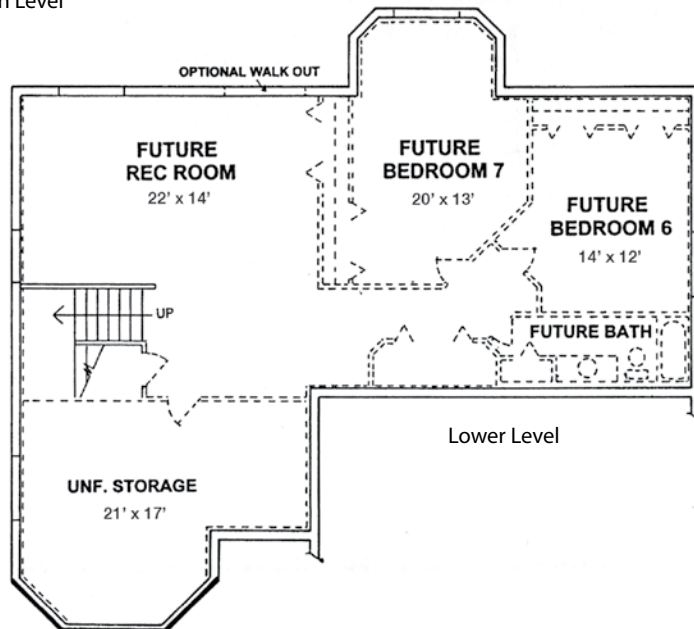 n Level
OPTIONAL WALK OUT
FUTURE
REC ROOM
22' x 14'
FUTURE
BEDROOM 7
20' x 13'
FUTURE
BEDROOM 6
14' x 12'
UP
FUTURE BATH
Lower Level
UNF. STORAGE
21' x 17'